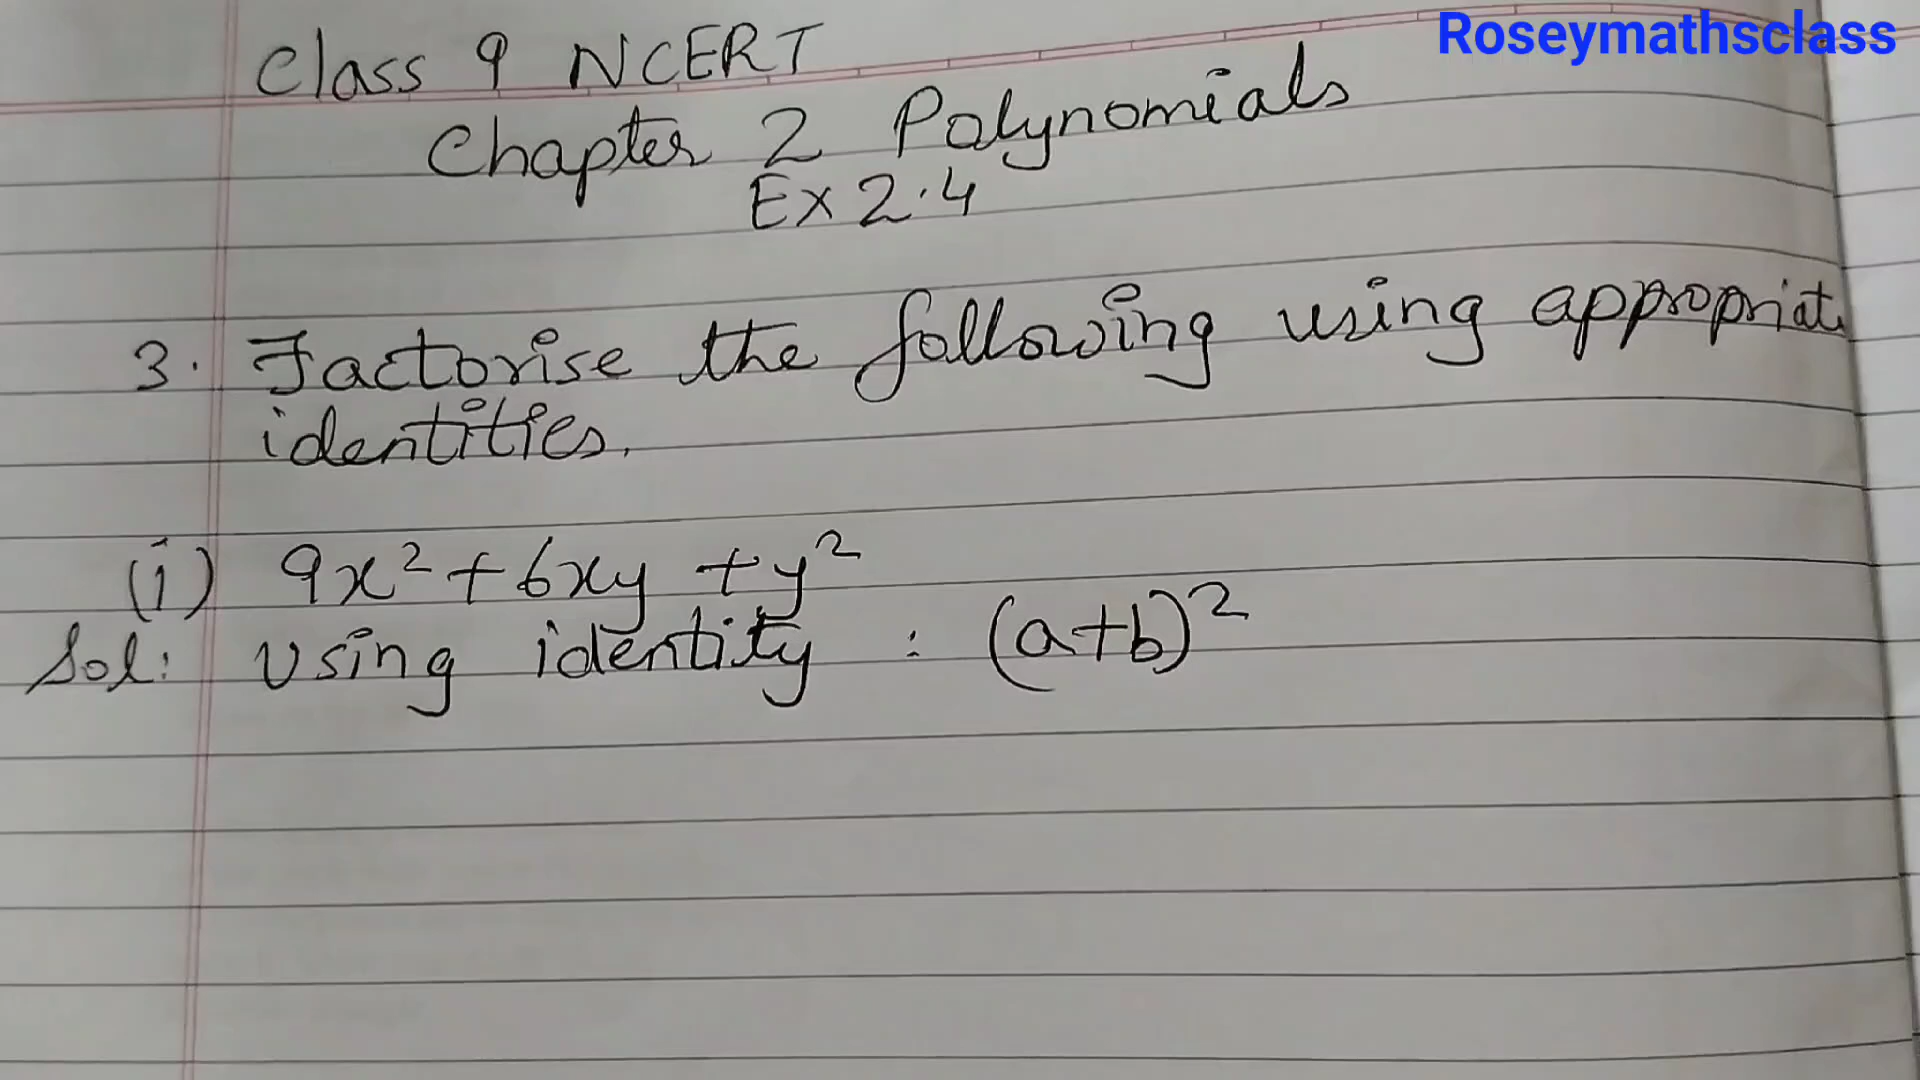 Roseymathsclass
Class 9 NCERT
Chapter 2 Polynomials
Ex 2.4
3. Factorise the following using appropriate
identities.
(i) 9x² + 6xy + y²
Sol: Using identity : (a+b)²